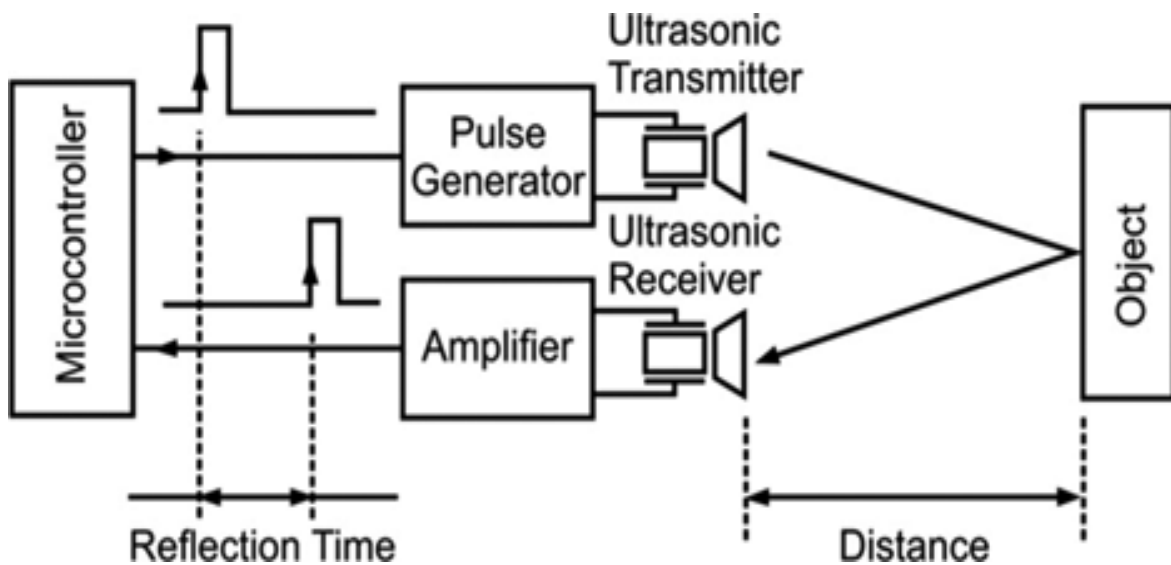 Microcontroller
Pulse
Generator
Ultrasonic
Transmitter
Ultrasonic
Receiver
Amplifier
Object
Reflection Time
Distance